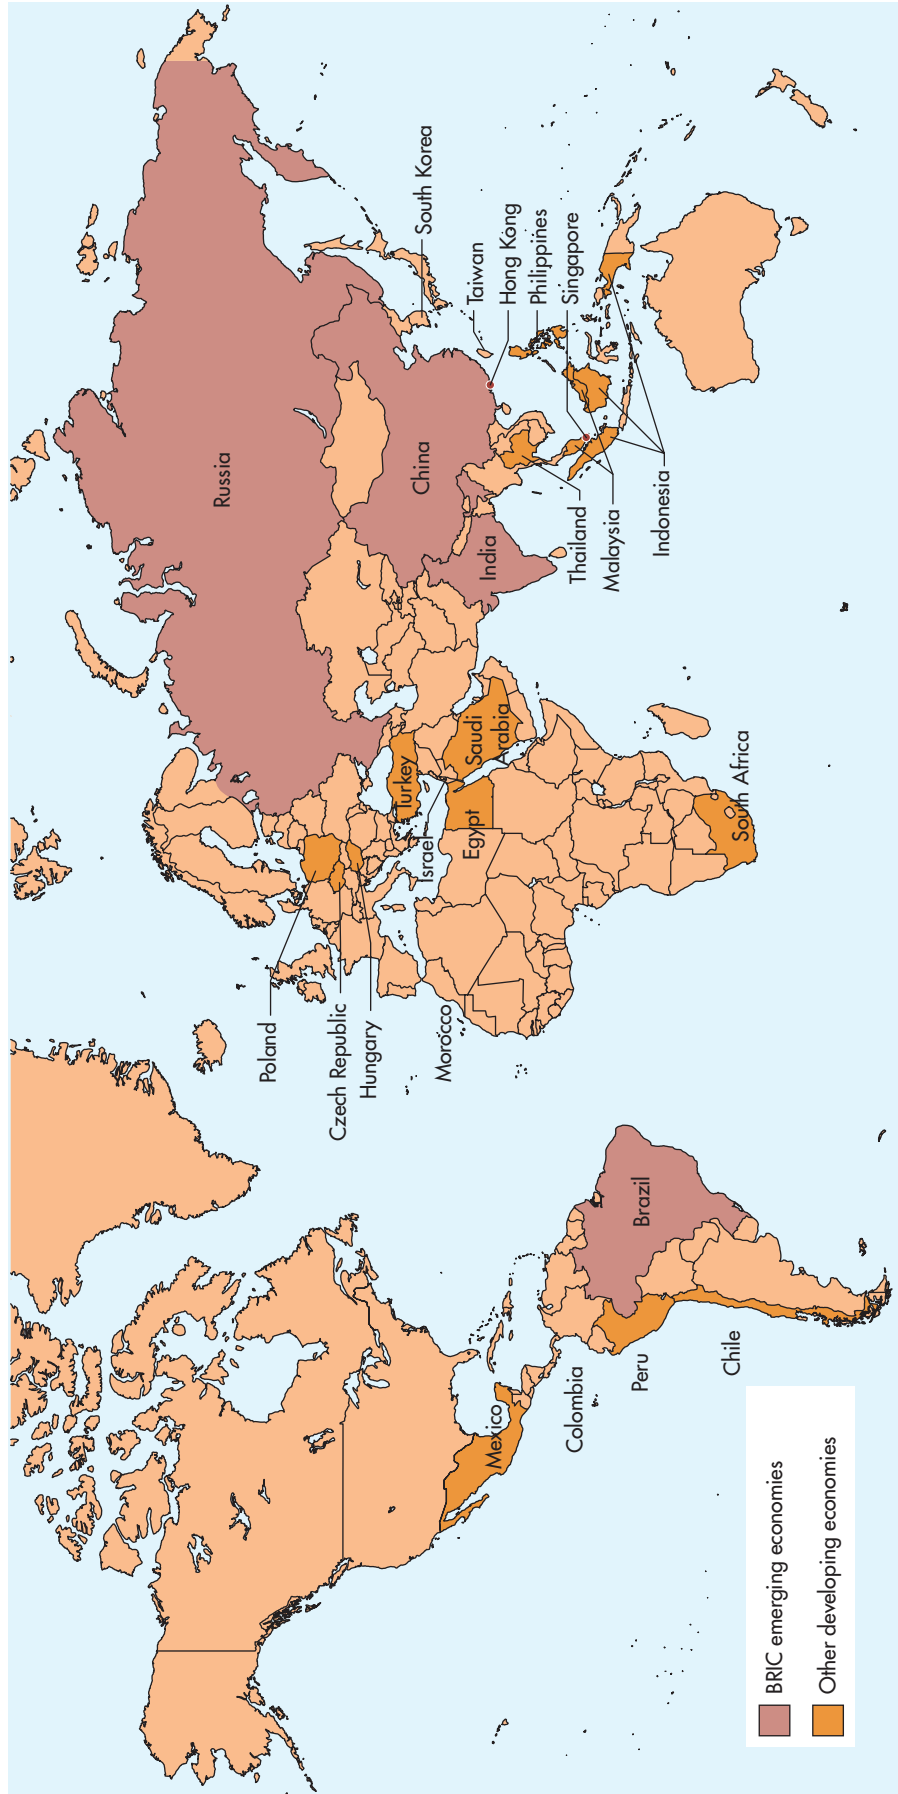 Russia
China
India
South Korea
Taiwan
Hong Kong
Philippines
Singapore
Thailand
Malaysia
Indonesia
Turkey
Saudi
Arabia
Israel
Egypt
South Africa
Poland
Czech Republic
Hungary
Morocco
Brazil
Mexico
Colombia
Peru
Chile
BRIC emerging economies
Other developing economies